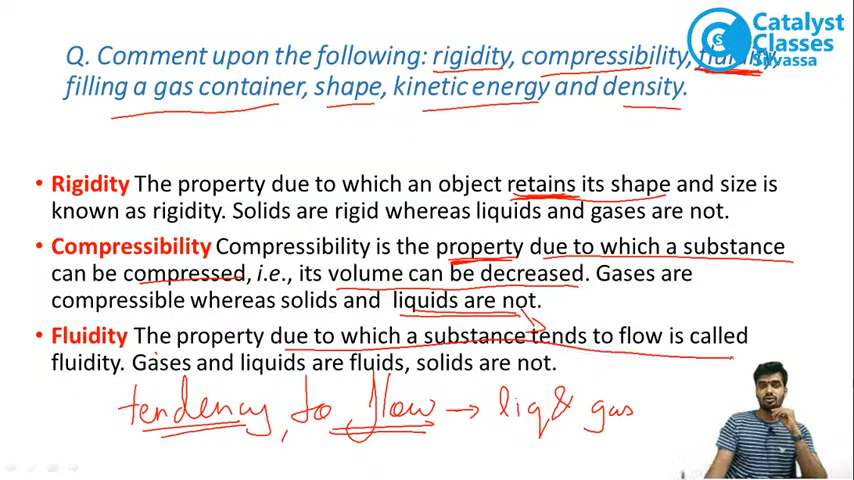 Catalyst
Classes
Silvassa
Q. Comment upon the following: rigidity, compressibility, fluidity,
filling a gas container, shape, kinetic energy and density.
• Rigidity The property due to which an object retains its shape and size is
known as rigidity. Solids are rigid whereas liquids and gases are not.
• Compressibility Compressibility is the property due to which a substance
can be compressed, i.e., its volume can be decreased. Gases are
compressible whereas solids and liquids are not.
• Fluidity The property due to which a substance tends to flow is called
fluidity. Gases and liquids are fluids, solids are not.
tendency to flow → liq & gas